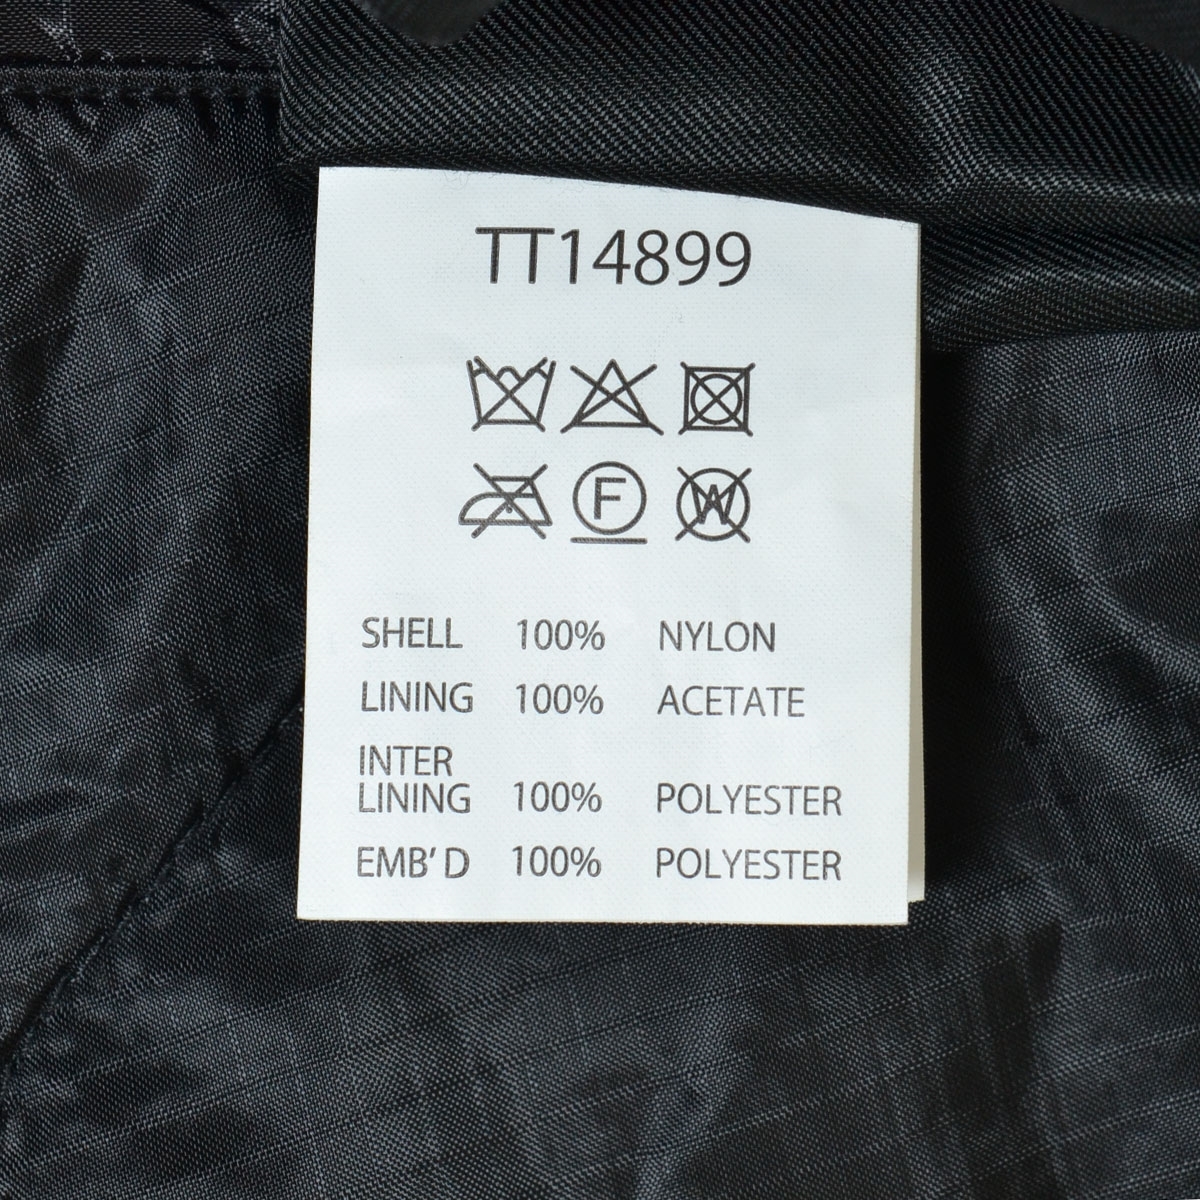 TT14899
F W
SHELL 100% NYLON
LINING 100% ACETATE
INTER
LINING 100% POLYESTER
EMB'D 100% POLYESTER